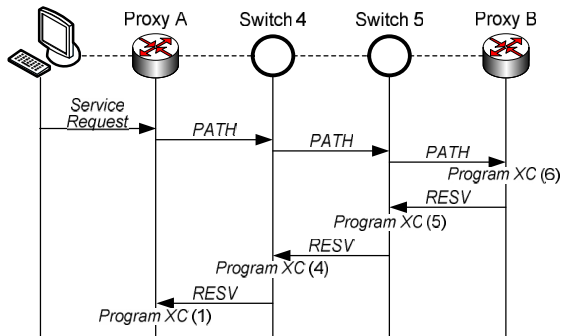 Proxy A
Switch 4
Switch 5
Proxy B
Service
Request
PATH
PATH
PATH
Program XC (6)
RESV
Program XC (5)
RESV
Program XC (4)
RESV
Program XC (1)